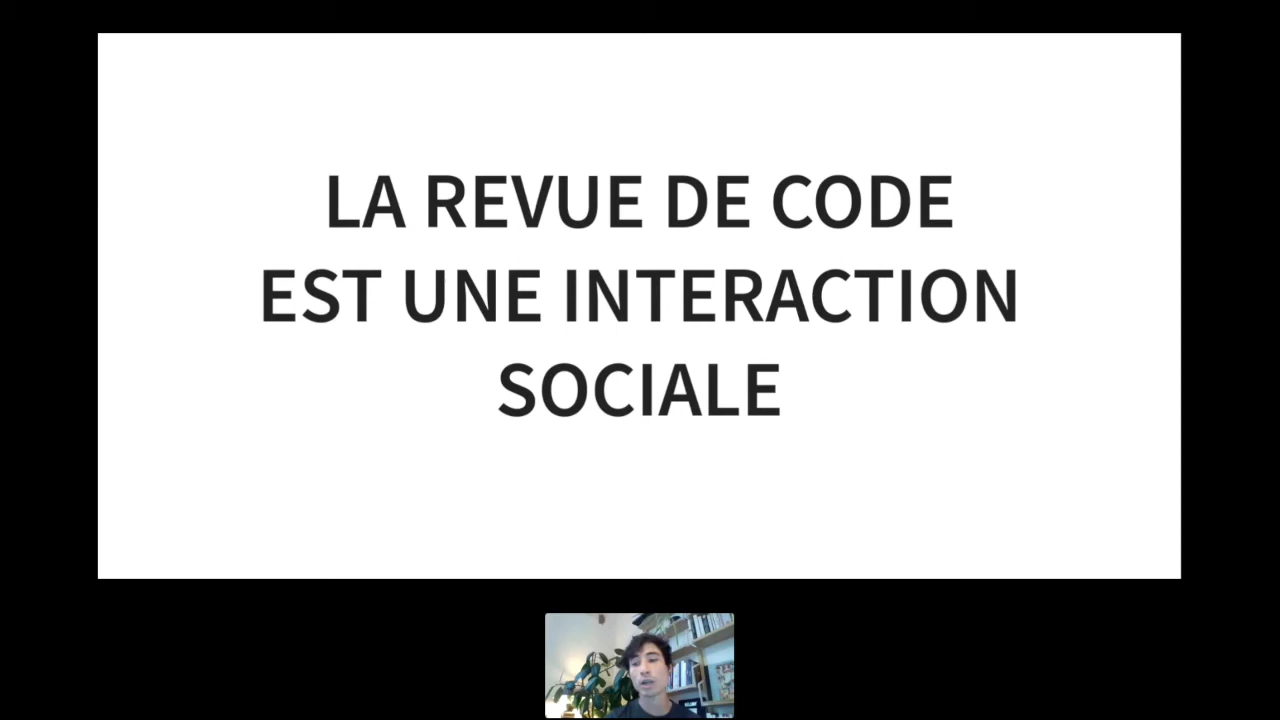 LA REVUE DE CODE
EST UNE INTERACTION
SOCIALE